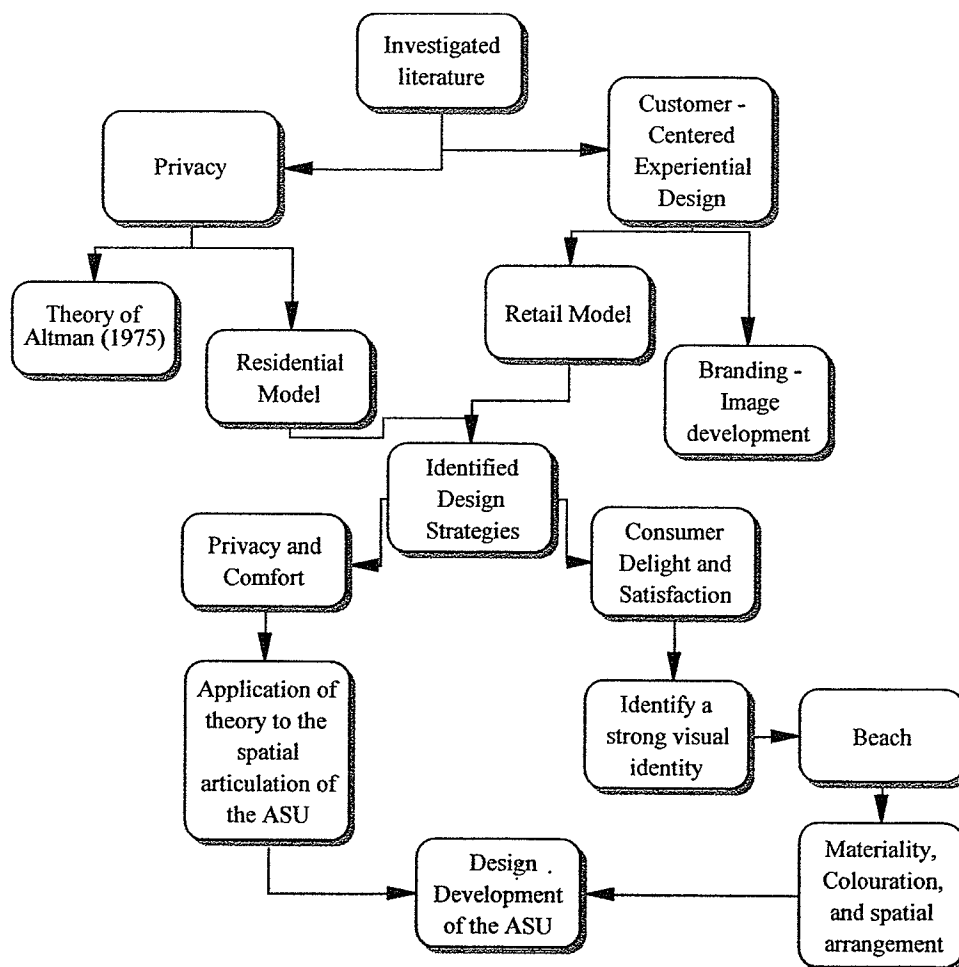 Investigated
literature
Customer -
Centered
Experiential
Design
Privacy
Theory of
Altman (1975)
Residential
Model
Retail Model
Branding -
Image
development
Identified
Design
Strategies
Privacy and
Comfort
Consumer
Delight and
Satisfaction
Application of
theory to the
spatial
articulation of
the ASU
Identify a
strong visual
identity
Beach
Design
Development
of the ASU
Materiality,
Colouration,
and spatial
arrangement